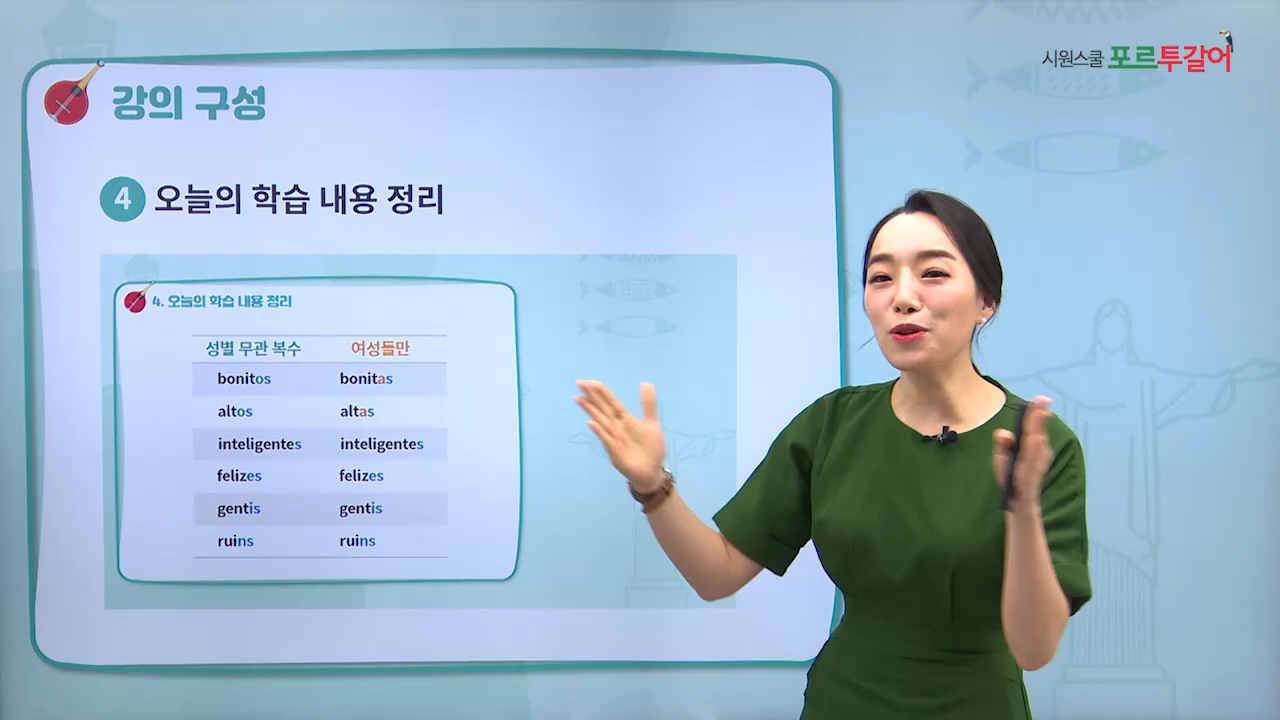 시원스쿨 포르투갈어
강의 구성
4 오늘의 학습 내용 정리
4. 오늘의 학습 내용 정리
성별 무관 복수 여성들만
bonitos bonitas
altos altas
inteligentes inteligentes
felizes felizes
gentis gentis
ruins ruins